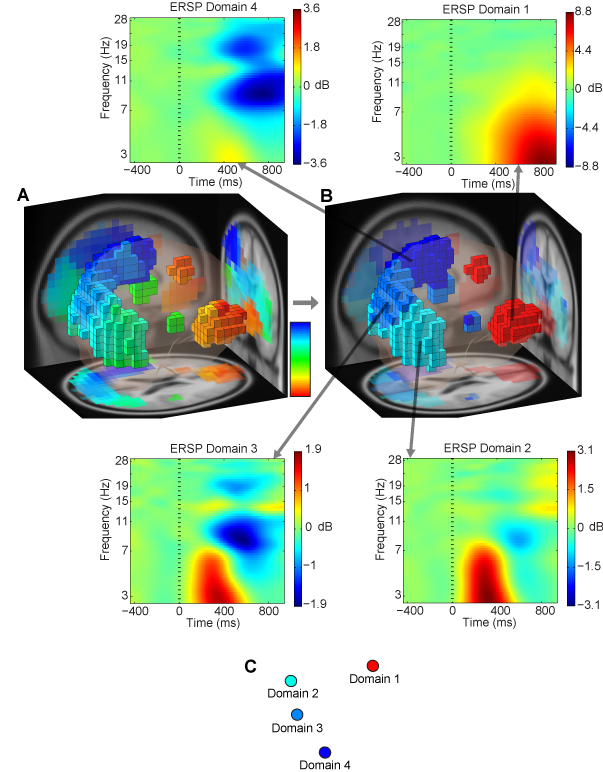 ERSP Domain 4
ERSP Domain 1
28
19
15
11
7
3
Frequency (Hz)
−400
0
400
800
Time (ms)
3.6
1.8
0 dB
−1.8
−3.6
28
19
15
11
7
3
Frequency (Hz)
−400
0
400
800
Time (ms)
8.8
4.4
0 dB
−4.4
−8.8
A
B
ERSP Domain 3
ERSP Domain 2
28
19
15
11
7
3
Frequency (Hz)
−400
0
400
800
Time (ms)
1.9
1
0 dB
−1
−1.9
28
19
15
11
7
3
Frequency (Hz)
−400
0
400
800
Time (ms)
3.1
1.5
0 dB
−1.5
−3.1
C
Domain 1
Domain 2
Domain 3
Domain 4